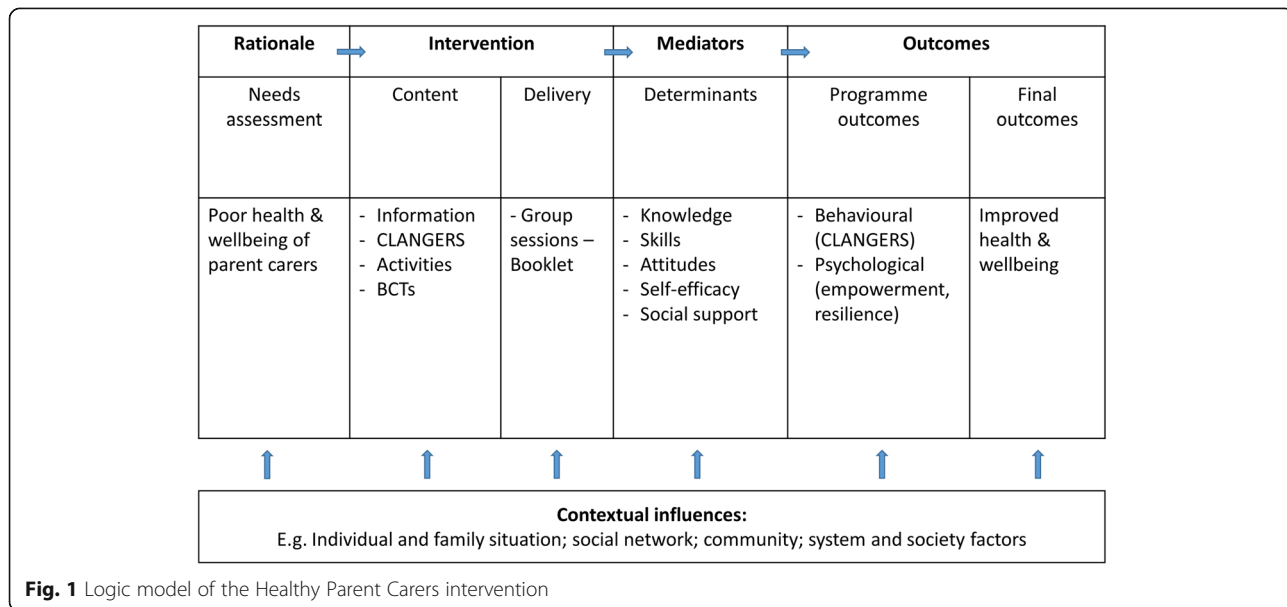 Rationale
Intervention
Mediators
Outcomes
Needs
assessment
Content
Delivery
Determinants
Programme
outcomes
Final
outcomes
Poor health &
wellbeing of
parent carers
- Information
- CLANGERS
- Activities
- BCTs
- Group
sessions –
Booklet
- Knowledge
- Skills
- Attitudes
- Self-efficacy
- Social support
- Behavioural
(CLANGERS)
- Psychological
(empowerment,
resilience)
Improved
health &
wellbeing
Contextual influences:
E.g. Individual and family situation; social network; community; system and society factors
Fig. 1 Logic model of the Healthy Parent Carers intervention